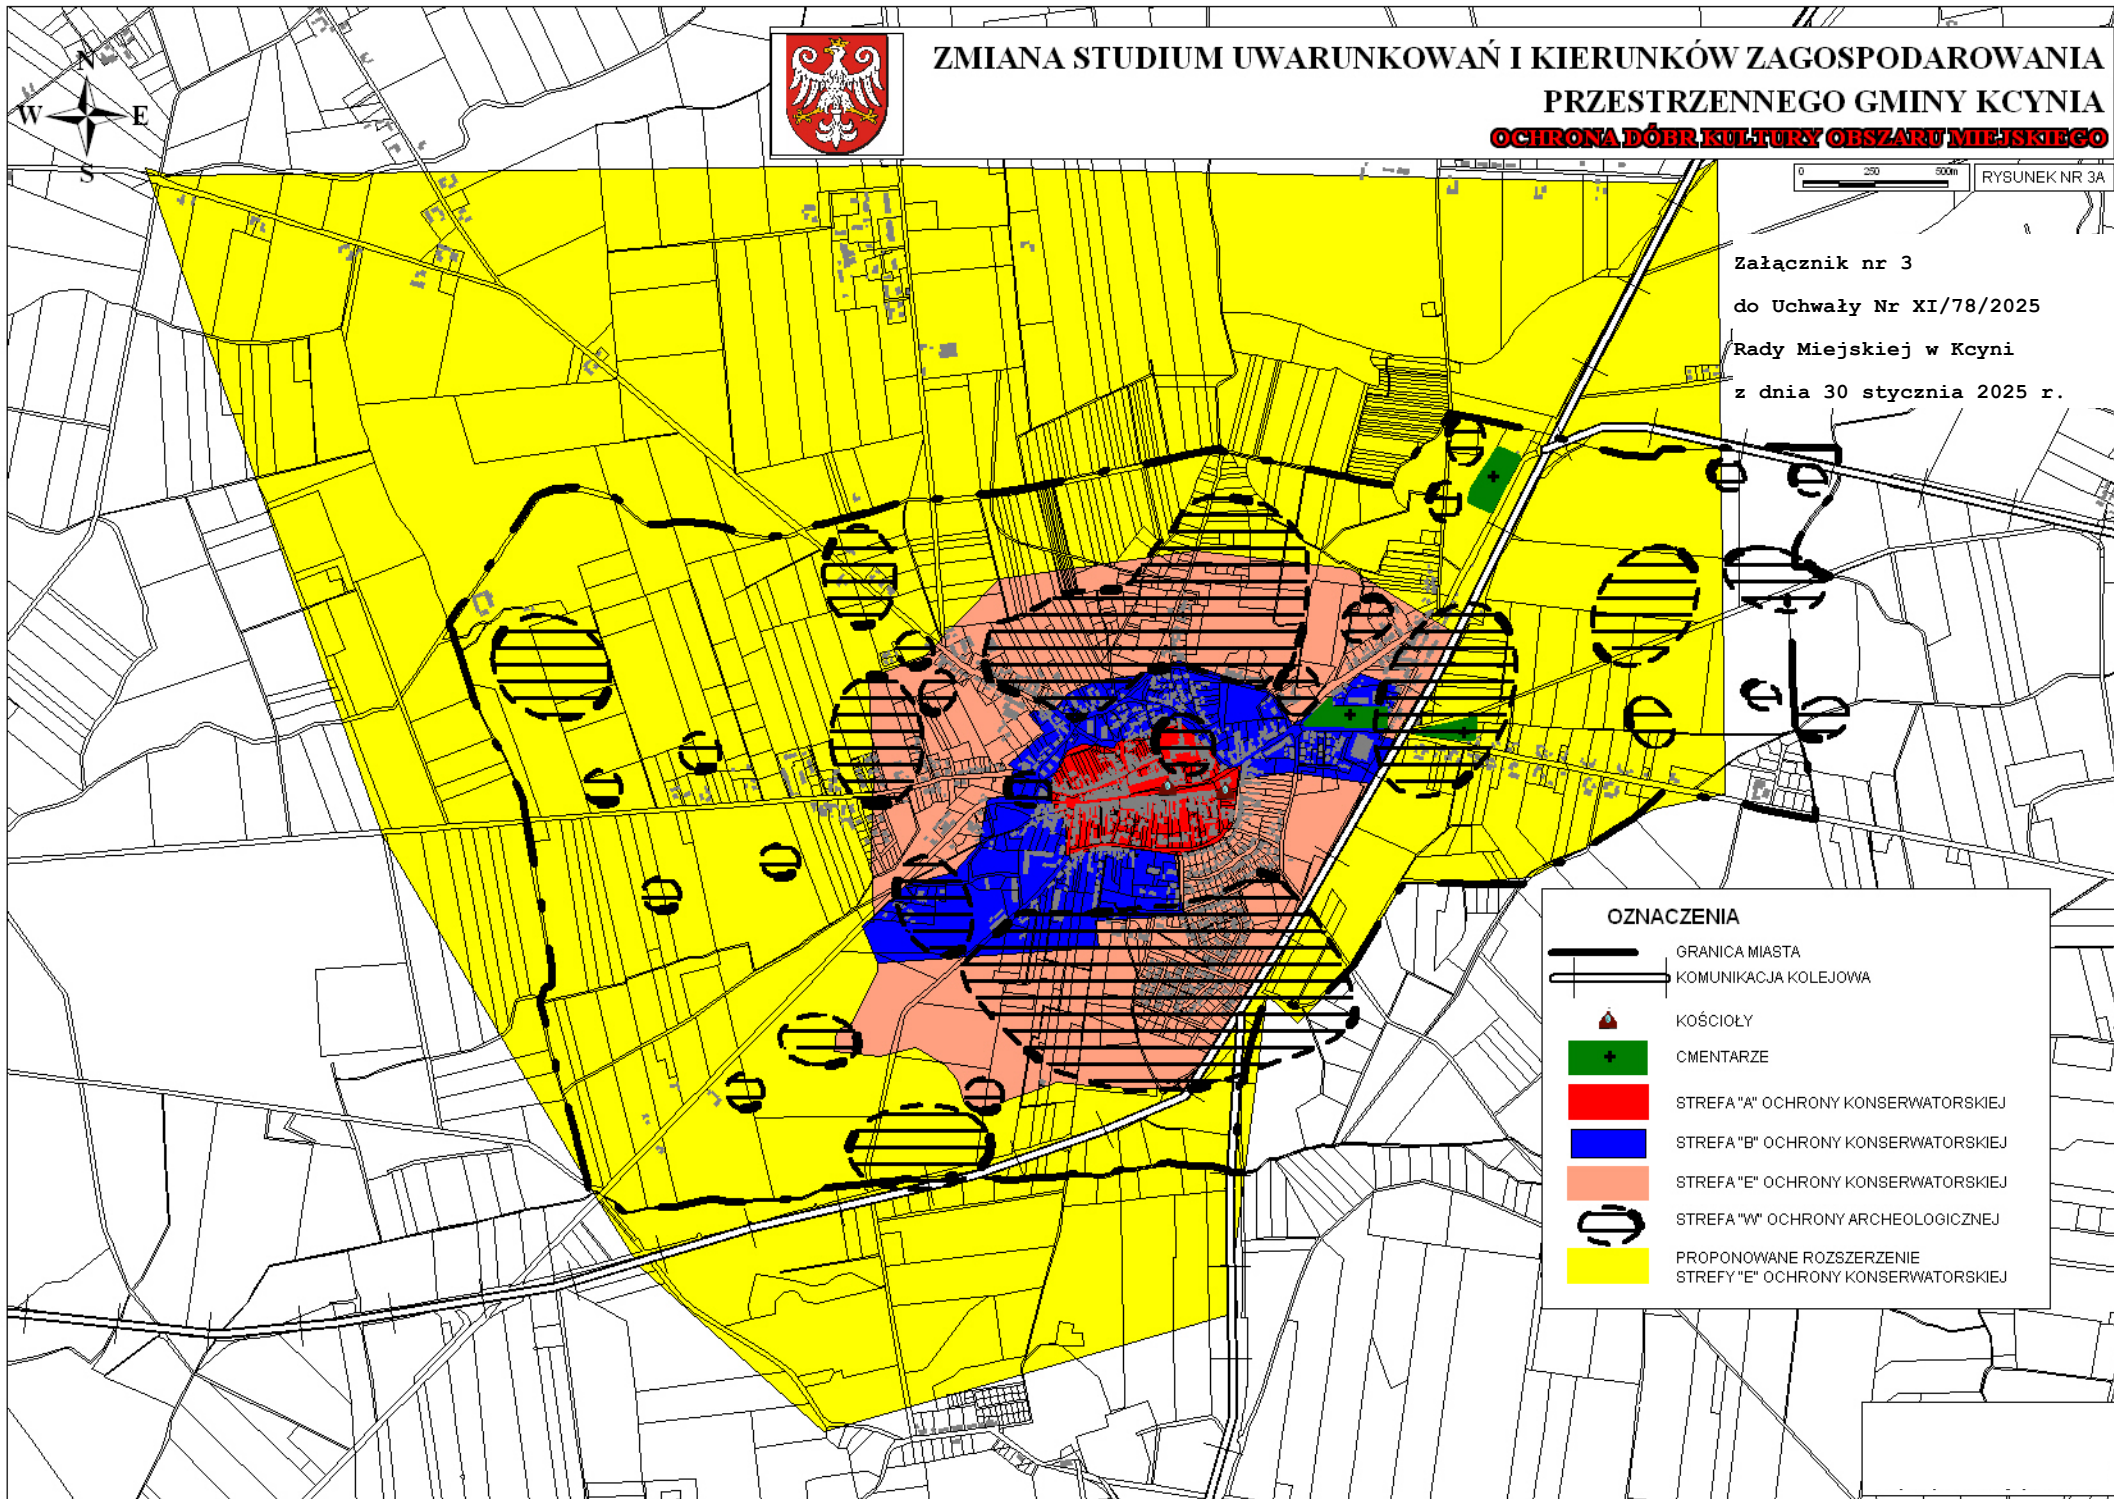 ZMIANA STUDIUM UWARUNKOWAŃ I KIERUNKÓW ZAGOSPODAROWANIA
PRZESTRZENNEGO GMINY KCYNIA
OCHRONA DÓBR KULTURY OBSZARU MIEJSKIEGO
N
W E
S
0 250 500m
RYSUNEK NR 3A
Załącznik nr 3
do Uchwały Nr XI/78/2025
Rady Miejskiej w Kcyni
z dnia 30 stycznia 2025 r.
OZNACZENIA
GRANICA MIASTA
KOMUNIKACJA KOLEJOWA
KOŚCIOŁY
CMENTARZE
STREFA "A" OCHRONY KONSERWATORSKIEJ
STREFA "B" OCHRONY KONSERWATORSKIEJ
STREFA "E" OCHRONY KONSERWATORSKIEJ
STREFA "W" OCHRONY ARCHEOLOGICZNEJ
PROPONOWANE ROZSZERZENIE
STREFY "E" OCHRONY KONSERWATORSKIEJ